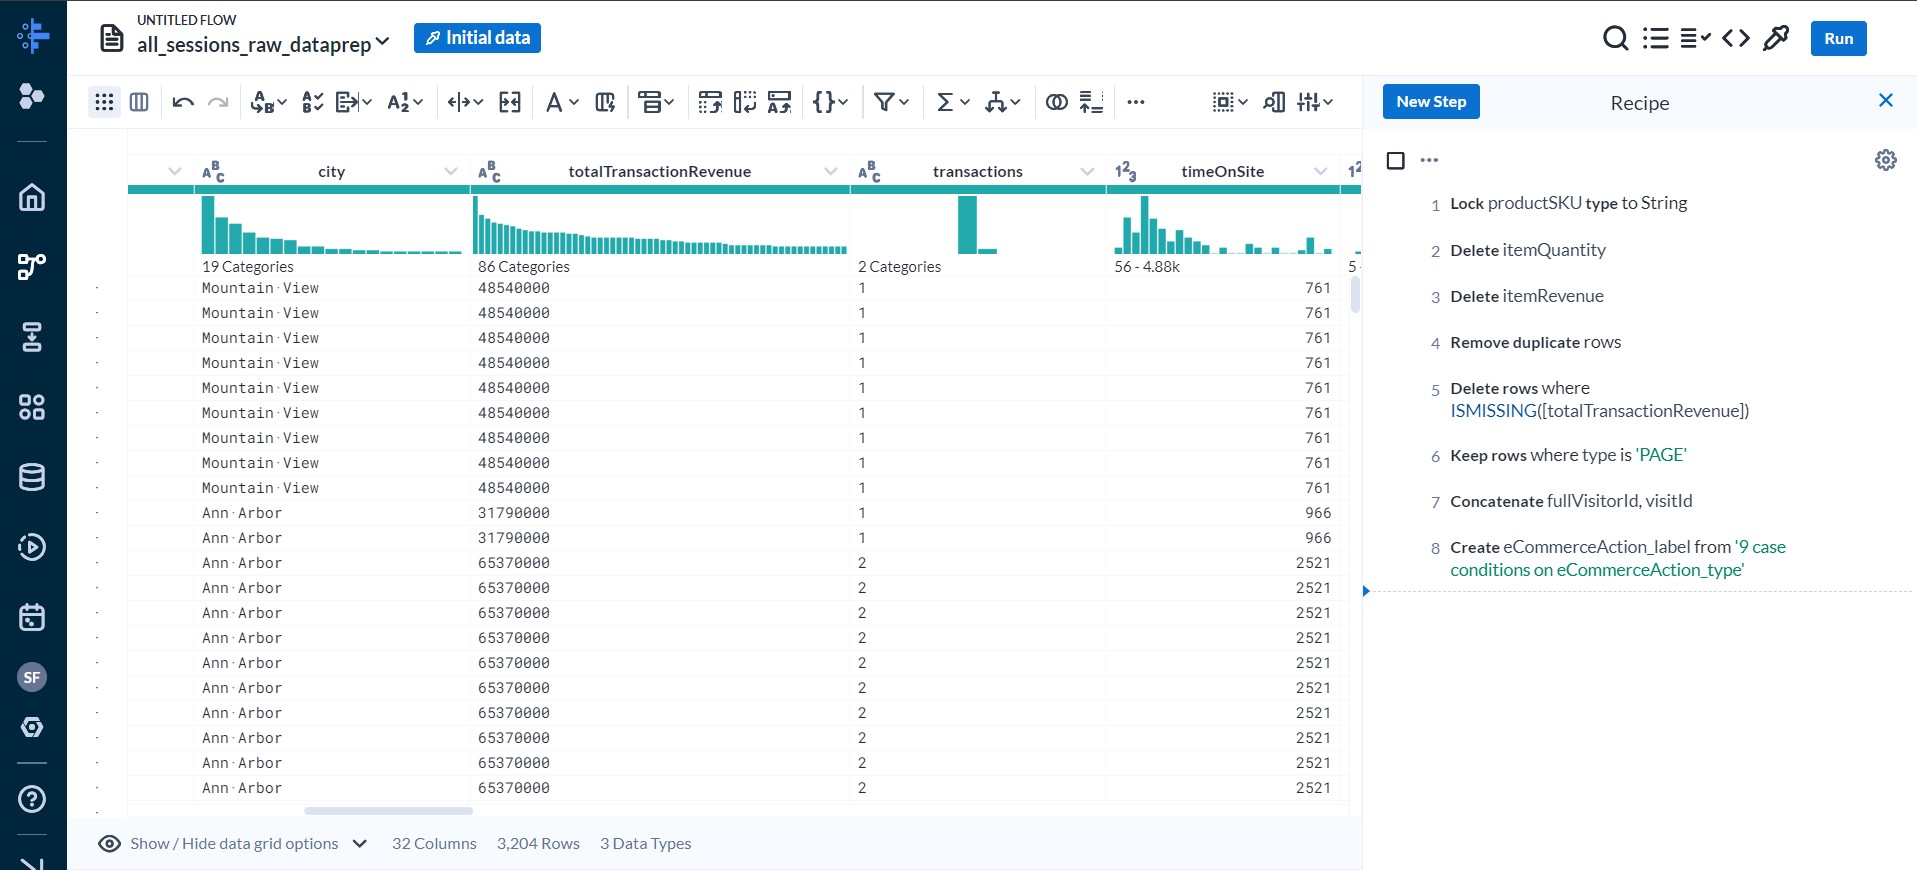 UNTITLED FLOW
all_sessions_raw_dataprep
Initial data
Run
New Step
Recipe
city
totalTransactionRevenue
transactions
timeOnSite
19 Categories
86 Categories
2 Categories
56 - 4.88k
5 -
Mountain·View 48540000 1 761
Mountain·View 48540000 1 761
Mountain·View 48540000 1 761
Mountain·View 48540000 1 761
Mountain·View 48540000 1 761
Mountain·View 48540000 1 761
Mountain·View 48540000 1 761
Mountain·View 48540000 1 761
Mountain·View 48540000 1 761
Ann·Arbor 31790000 1 966
Ann·Arbor 31790000 1 966
Ann·Arbor 65370000 2 2521
Ann·Arbor 65370000 2 2521
Ann·Arbor 65370000 2 2521
Ann·Arbor 65370000 2 2521
Ann·Arbor 65370000 2 2521
Ann·Arbor 65370000 2 2521
Ann·Arbor 65370000 2 2521
Ann·Arbor 65370000 2 2521
Ann·Arbor 65370000 2 2521
Ann·Arbor 65370000 2 2521
SF
Show / Hide data grid options
32 Columns 3,204 Rows 3 Data Types
1 Lock productSKU type to String
2 Delete itemQuantity
3 Delete itemRevenue
4 Remove duplicate rows
5 Delete rows where
ISMISSING([totalTransactionRevenue])
6 Keep rows where type is 'PAGE'
7 Concatenate fullVisitorId, visitId
8 Create eCommerceAction_label from '9 case
conditions on eCommerceAction_type'